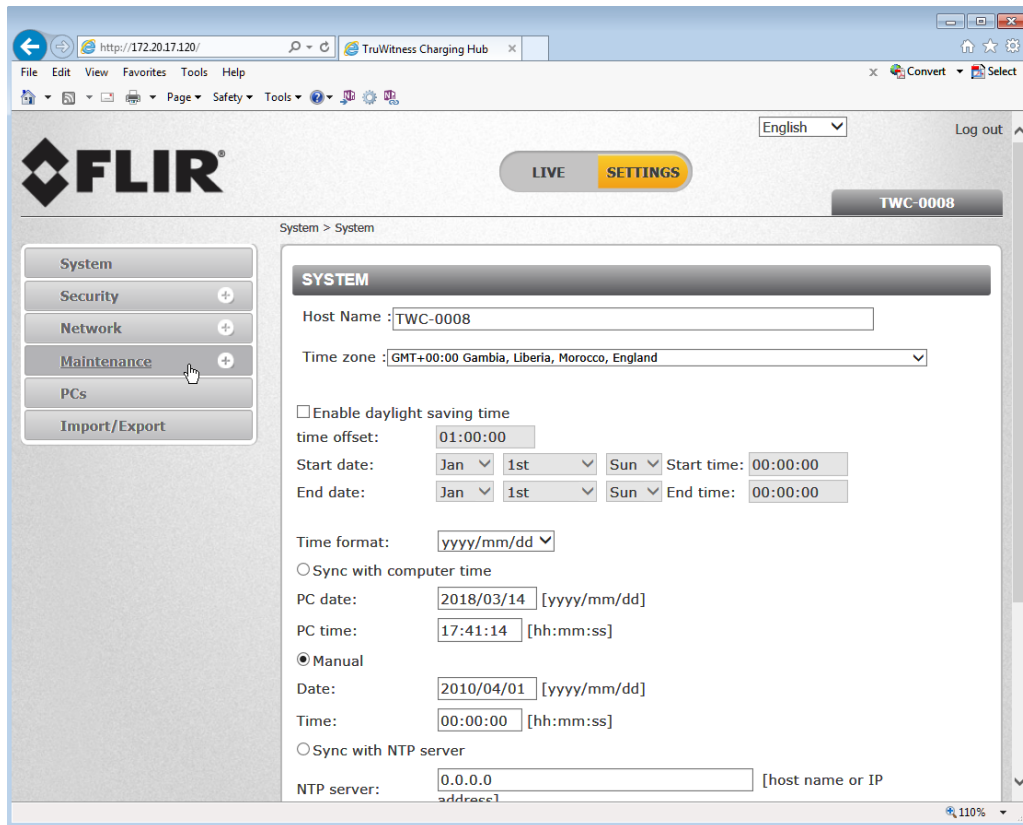 http://172.20.17.120/
TruWitness Charging Hub
File Edit View Favorites Tools Help
Convert Select
Page Safety Tools
English
Log out
FLIR®
LIVE SETTINGS
TWC-0008
System > System
System
Security
Network
Maintenance
PCs
Import/Export
SYSTEM
Host Name : TWC-0008
Time zone : GMT+00:00 Gambia, Liberia, Morocco, England
Enable daylight saving time
time offset: 01:00:00
Start date: Jan 1st Sun Start time: 00:00:00
End date: Jan 1st Sun End time: 00:00:00
Time format: yyyy/mm/dd
Sync with computer time
PC date: 2018/03/14 [yyyy/mm/dd]
PC time: 17:41:14 [hh:mm:ss]
Manual
Date: 2010/04/01 [yyyy/mm/dd]
Time: 00:00:00 [hh:mm:ss]
Sync with NTP server
NTP server: 0.0.0.0 [host name or IP
address]
110%